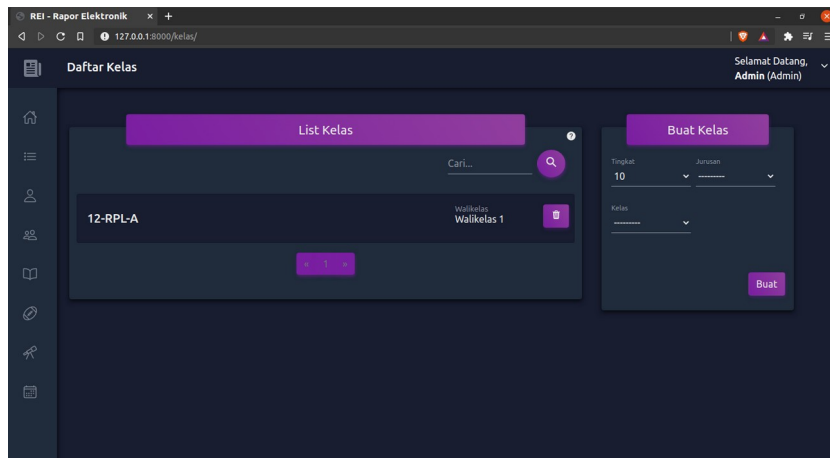 REI - Rapor Elektronik
127.0.0.1:8000/kelas/
Daftar Kelas
Selamat Datang,
Admin (Admin)
List Kelas
Cari...
12-RPL-A
Walikelas
Walikelas 1
« 1 »
Buat Kelas
Tingkat
10
Jurusan
---------
Kelas
---------
Buat